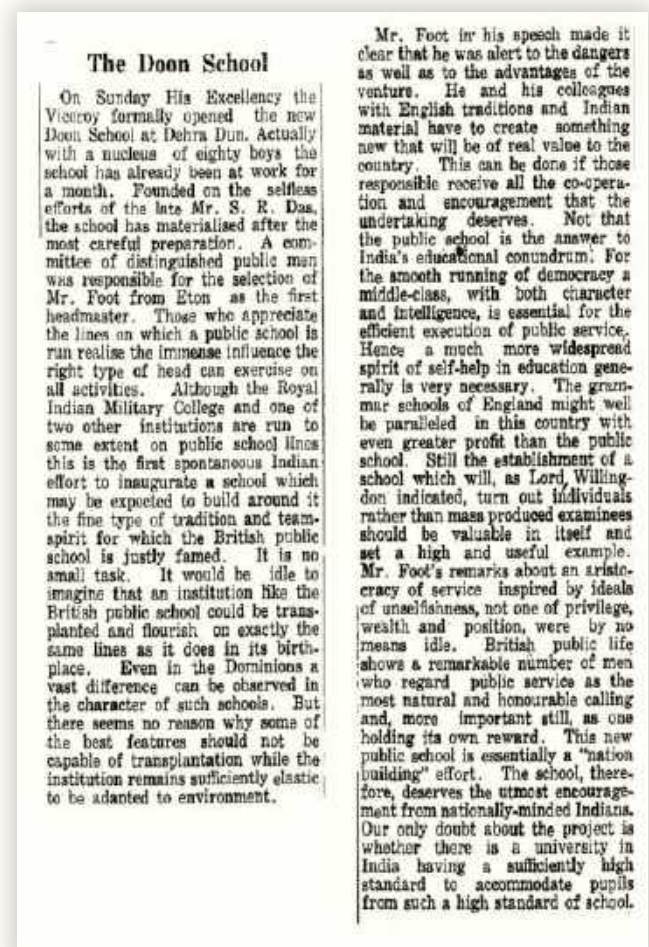 The Doon School
On Sunday His Excellency the
Viceroy formally opened the new
Doon School at Dehra Dun. Actually
with a nucleus of eighty boys the
school has already been at work for
a month. Founded on the selfless
efforts of the late Mr. S. R. Das,
the school has materialised after the
most careful preparation. A com-
mittee of distinguished public men
was responsible for the selection of
Mr. Foot from Eton as the first
headmaster. Those who appreciate
the lines on which a public school is
run realise the immense influence the
right type of head can exercise on
all activities. Although the Royal
Indian Military College and one of
two other institutions are run to
some extent on public school lines
this is the first spontaneous Indian
effort to inaugurate a school which
may be expected to build around it
the fine type of tradition and team-
spirit for which the British public
school is justly famed. It is no
small task. It would be idle to
imagine that an institution like the
British public school could be trans-
planted and flourish on exactly the
same lines as it does in its birth-
place. Even in the Dominions a
vast difference can be observed in
the character of such schools. But
there seems no reason why some of
the best features should not be
capable of transplantation while the
institution remains sufficiently elastic
to be adapted to environment.
Mr. Foot in his speech made it
clear that he was alert to the dangers
as well as to the advantages of the
venture. He and his colleagues
with English traditions and Indian
material have to create something
new that will be of real value to the
country. This can be done if those
responsible receive all the co-opera-
tion and encouragement that the
undertaking deserves. Not that
the public school is the answer to
India's educational conundrum. For
the smooth running of democracy a
middle-class, with both character
and intelligence, is essential for the
efficient execution of public service.
Hence a much more widespread
spirit of self-help in education gene-
rally is very necessary. The gram-
mar schools of England might well
be paralleled in this country with
even greater profit than the public
school. Still the establishment of a
school which will, as Lord Willing-
don indicated, turn out individuals
rather than mass produced examinees
should be valuable in itself and
set a high and useful example.
Mr. Foot's remarks about an aristo-
cracy of service inspired by ideals
of unselfishness, not one of privilege,
wealth and position, were by no
means idle. British public life
shows a remarkable number of men
who regard public service as the
most natural and honourable calling
and, more important still, as one
holding its own reward. This new
public school is essentially a "nation
building" effort. The school, there-
fore, deserves the utmost encourage-
ment from nationally-minded Indians.
Our only doubt about the project is
whether there is a university in
India having a sufficiently high
standard to accommodate pupils
from such a high standard of school.